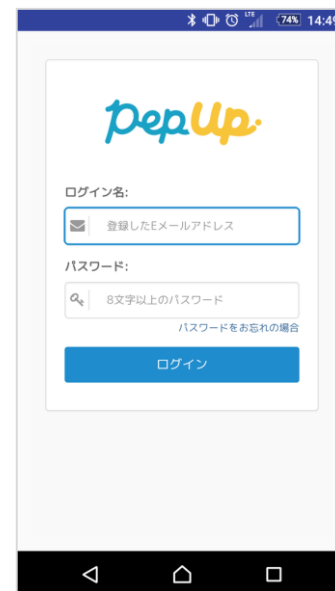 LTE 74% 14:49
PepUp
ログイン名:
登録したEメールアドレス
パスワード:
8文字以上のパスワード
パスワードをお忘れの場合
ログイン